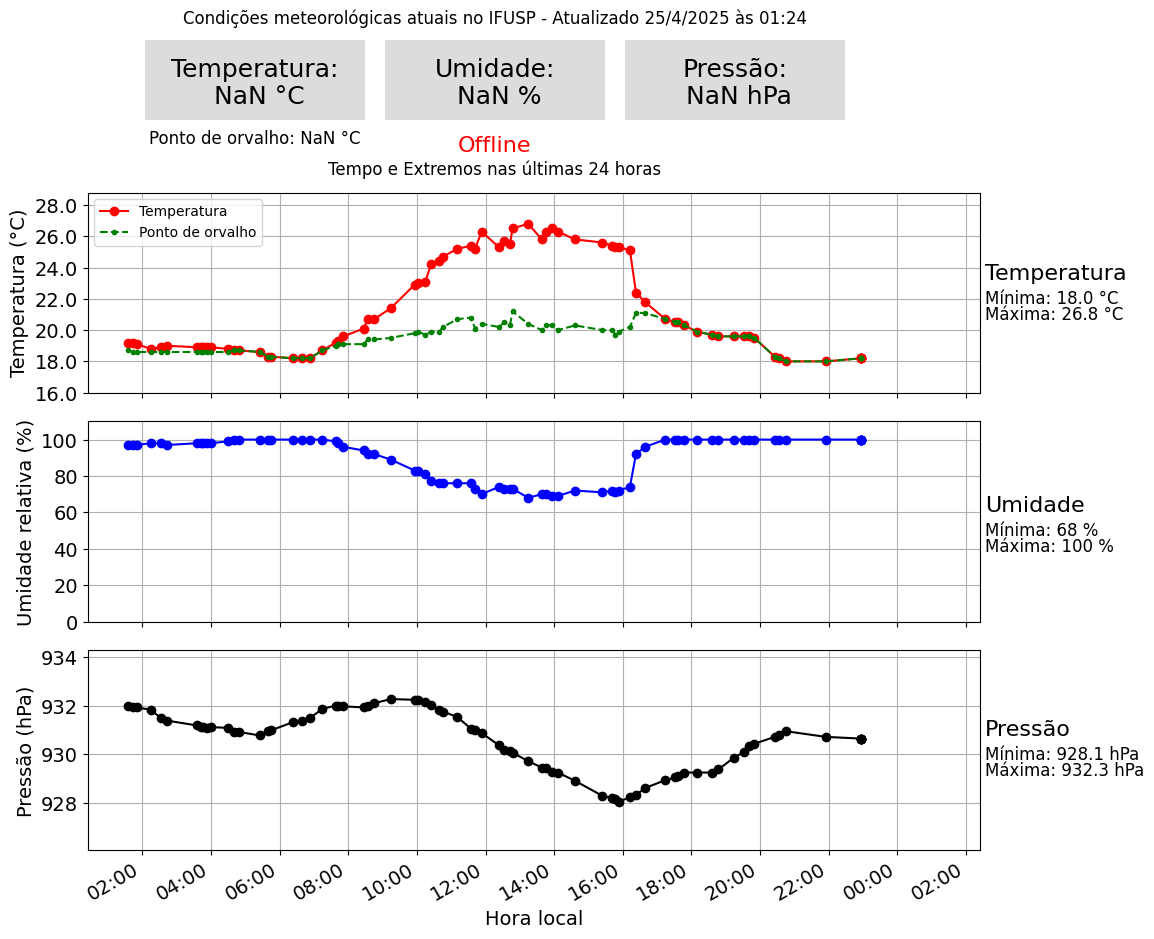 Condições meteorológicas atuais no IFUSP - Atualizado 25/4/2025 às 01:24
Temperatura:
NaN °C
Umidade:
NaN %
Pressão:
NaN hPa
Ponto de orvalho: NaN °C
Offline
Tempo e Extremos nas últimas 24 horas
Temperatura (°C)
28.0
26.0
24.0
22.0
20.0
18.0
16.0
Temperatura
Ponto de orvalho
Temperatura
Mínima: 18.0 °C
Máxima: 26.8 °C
Umidade relativa (%)
100
80
60
40
20
0
Umidade
Mínima: 68 %
Máxima: 100 %
Pressão (hPa)
934
932
930
928
Pressão
Mínima: 928.1 hPa
Máxima: 932.3 hPa
02:00 04:00 06:00 08:00 10:00 12:00 14:00 16:00 18:00 20:00 22:00 00:00 02:00
Hora local